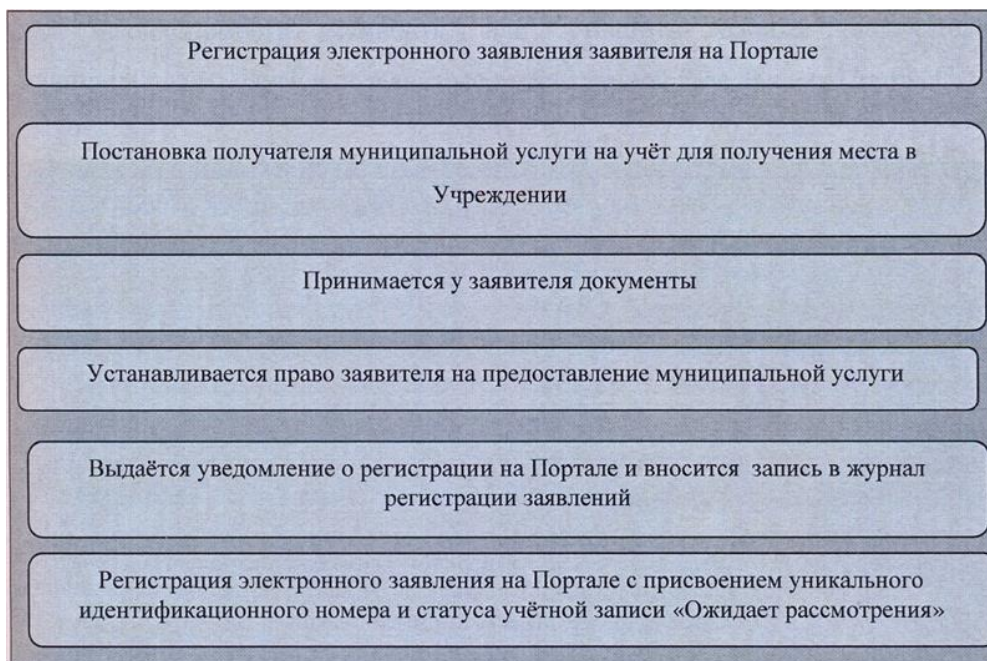 Регистрация электронного заявления заявителя на Портале
Постановка получателя муниципальной услуги на учёт для получения места в
Учреждении
Принимается у заявителя документы
Устанавливается право заявителя на предоставление муниципальной услуги
Выдаётся уведомление о регистрации на Портале и вносится запись в журнал
регистрации заявлений
Регистрация электронного заявления на Портале с присвоением уникального
идентификационного номера и статуса учётной записи «Ожидает рассмотрения»